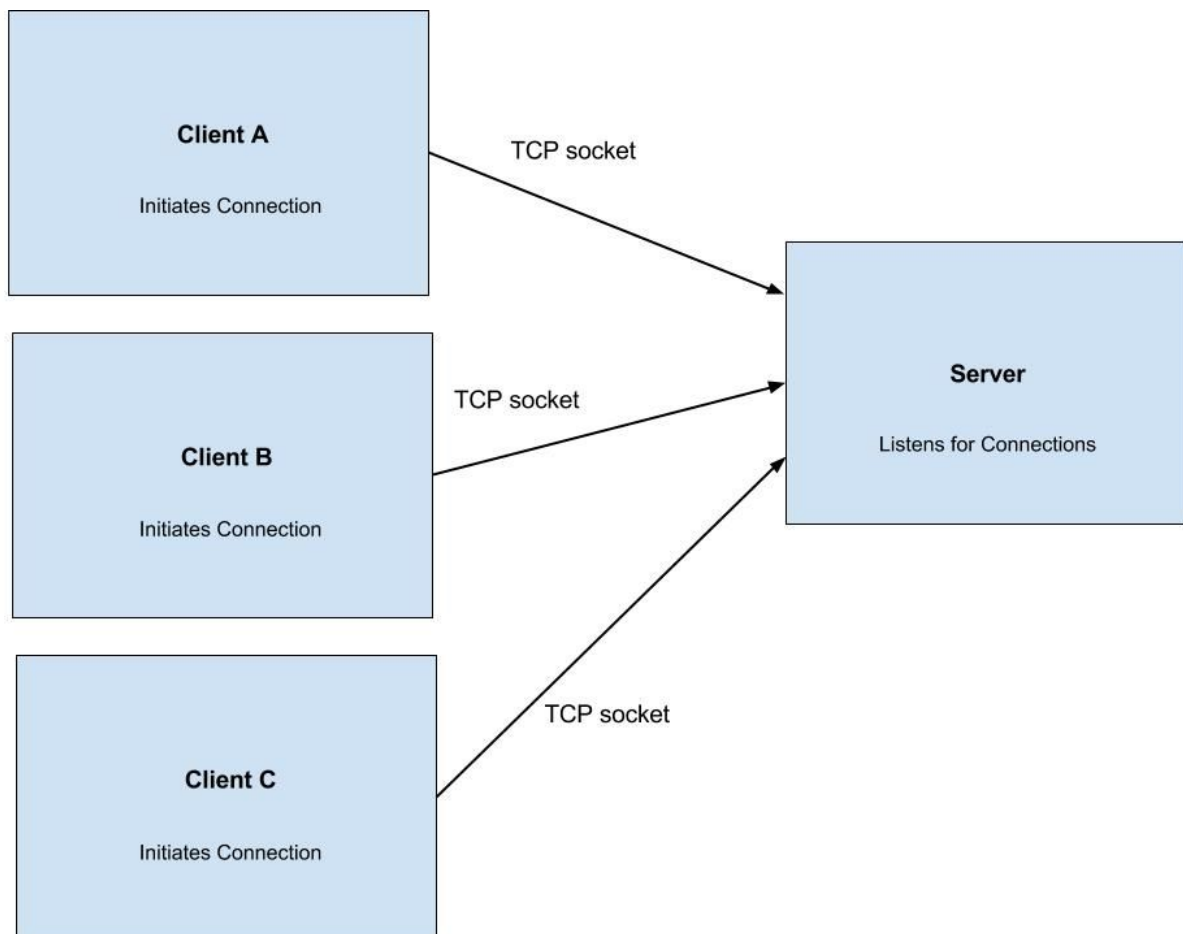 Client A
Initiates Connection
TCP socket
Client B
Initiates Connection
TCP socket
Client C
Initiates Connection
TCP socket
Server
Listens for Connections